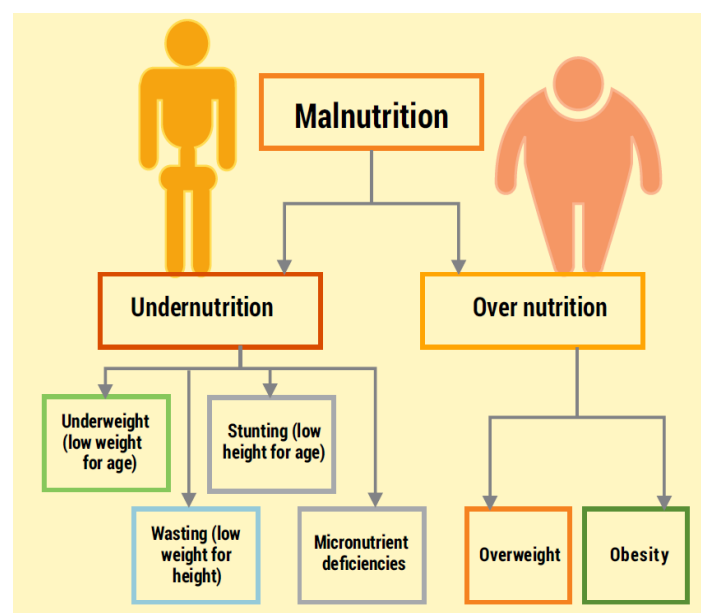 Malnutrition
Undernutrition
Over nutrition
Underweight
(low weight
for age)
Stunting (low
height for age)
Wasting (low
weight for
height)
Micronutrient
deficiencies
Overweight
Obesity